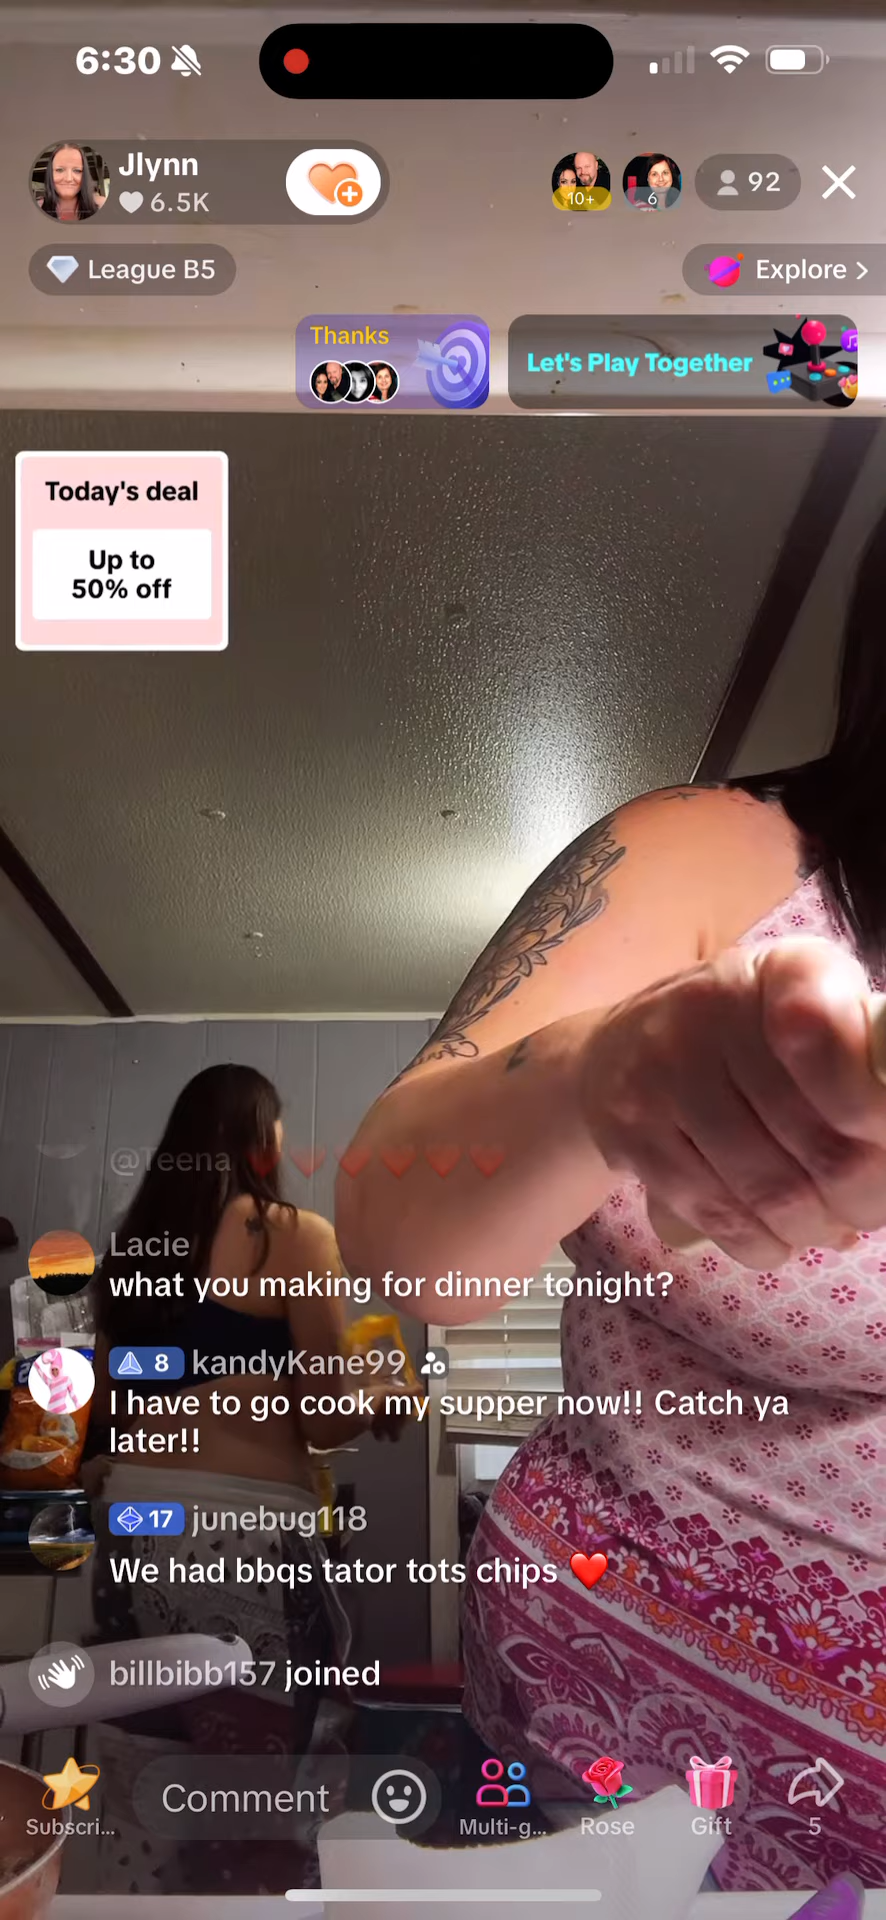 6:30
Jlynn
6.5K
10+
6
92
League B5
Explore >
Thanks
Let's Play Together
Today's deal
Up to
50% off
@Teena ❤️❤️❤️❤️❤️❤️
Lacie
what you making for dinner tonight?
8 kandyKane99
I have to go cook my supper now!! Catch ya
later!!
17 junebug118
We had bbqs tator tots chips ❤️
billbibb157 joined
Subscri...
Comment
Multi-g...
Rose
Gift
5